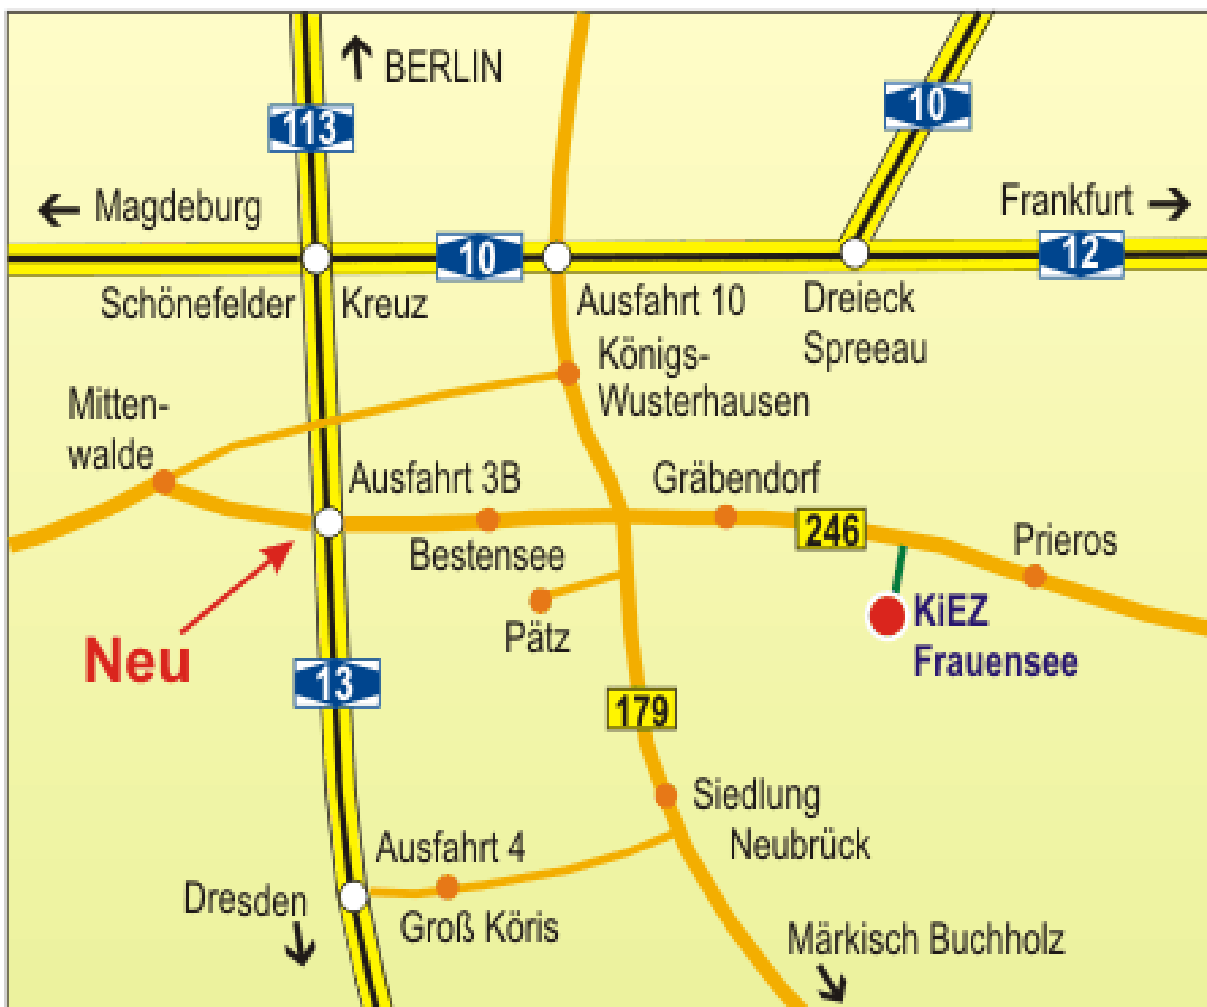 BERLIN
113
10
Magdeburg
Frankfurt
10
12
Schönefelder Kreuz
Ausfahrt 10
Dreieck
Spreeau
Königs-
Wusterhausen
Mitten-
walde
Ausfahrt 3B
Gräbendorf
246
Prieros
Bestensee
KiEZ
Frauensee
Pätz
Neu
13
179
Siedlung
Neubrück
Ausfahrt 4
Dresden
Groß Köris
Märkisch Buchholz